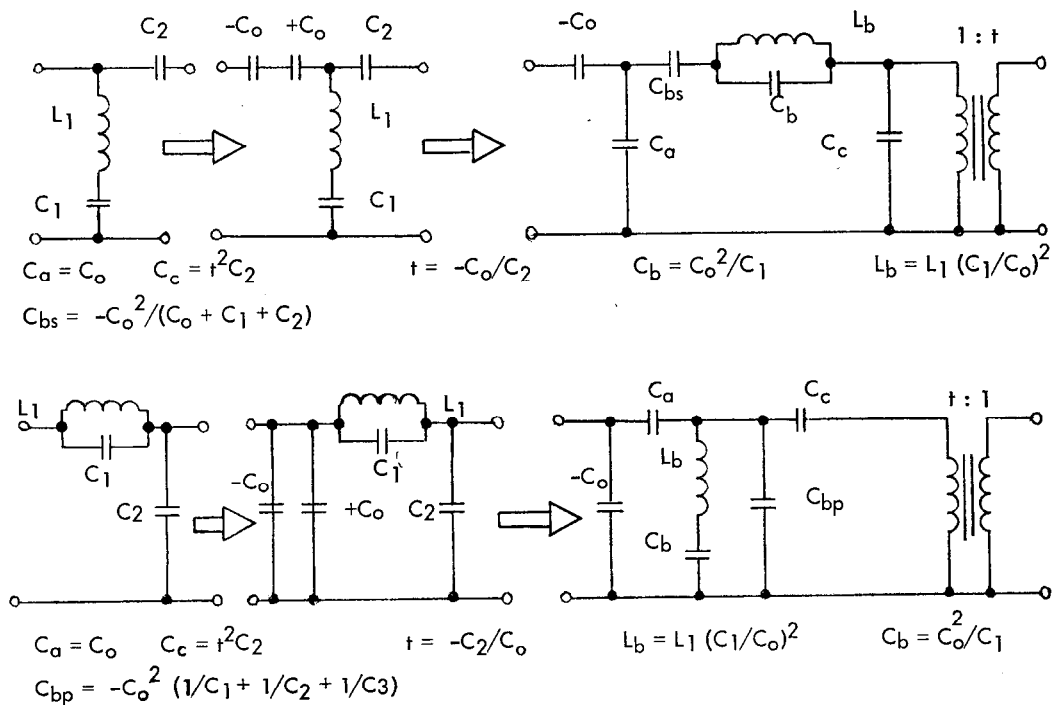 C2 -Co +Co C2 -Co Lb 1 : t
L1 L1 Cbs Cb
Ca Cc
C1 C1
Ca = Co Cc = t²C2 t = -Co/C2 Cb = Co²/C1 Lb = L1 (C1/Co)²
Cbs = -Co²/(Co + C1 + C2)
L1 L1 Ca Cc t : 1
C1 C1 Lb
C2 -Co +Co C2 -Co Cbp
Cb
Ca = Co Cc = t²C2 t = -C2/Co Lb = L1 (C1/Co)² Cb = Co²/C1
Cbp = -Co² (1/C1 + 1/C2 + 1/C3)